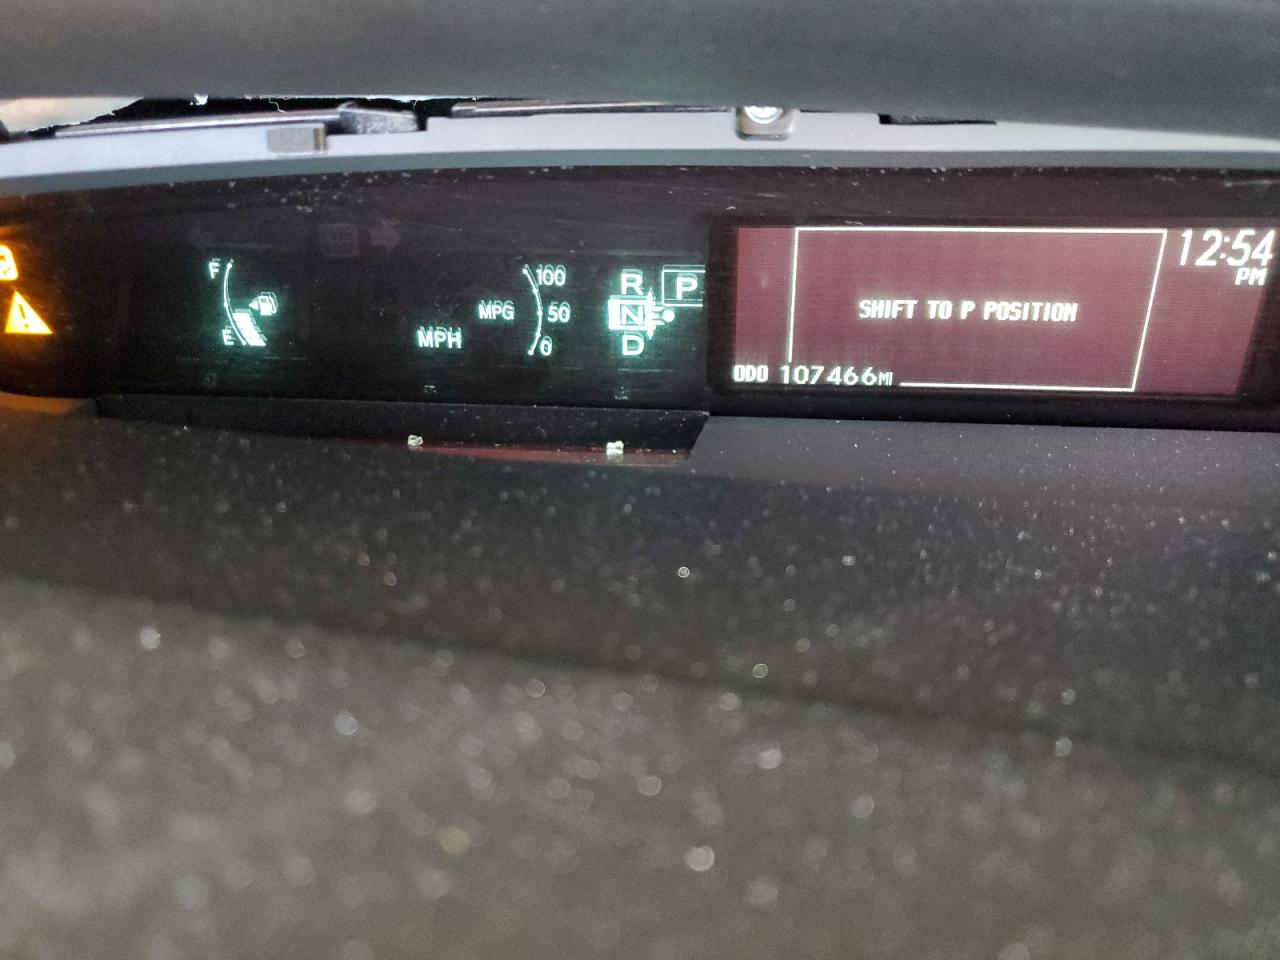 F
E
MPH
MPG
100
50
0
R
N
D
P
SHIFT TO P POSITION
12:54
PM
ODO 107466MI